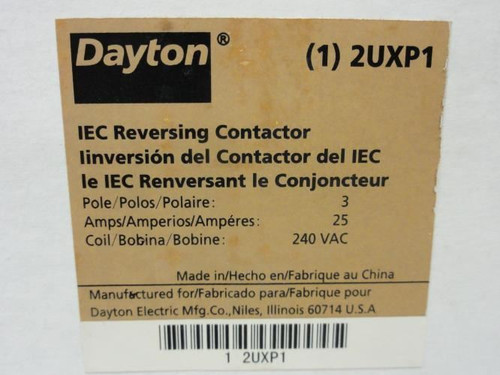 Dayton® (1) 2UXP1
IEC Reversing Contactor
Iinversión del Contactor del IEC
le IEC Renversant le Conjoncteur
Pole/Polos/Polaire: 3
Amps/Amperios/Ampéres: 25
Coil/Bobina/Bobine: 240 VAC
Made in/Hecho en/Fabrique au China
Manufactured for/Fabricado para/Fabrique pour
Dayton Electric Mfg.Co.,Niles, Illinois 60714 U.S.A
1 2UXP1